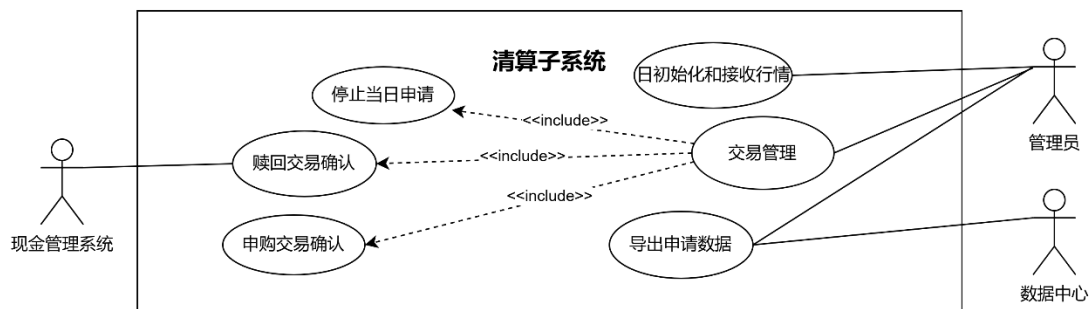 清算子系统
日初始化和接收行情
停止当日申请
<<include>>
管理员
赎回交易确认
<<include>>
交易管理
<<include>>
现金管理系统
申购交易确认
导出申请数据
数据中心